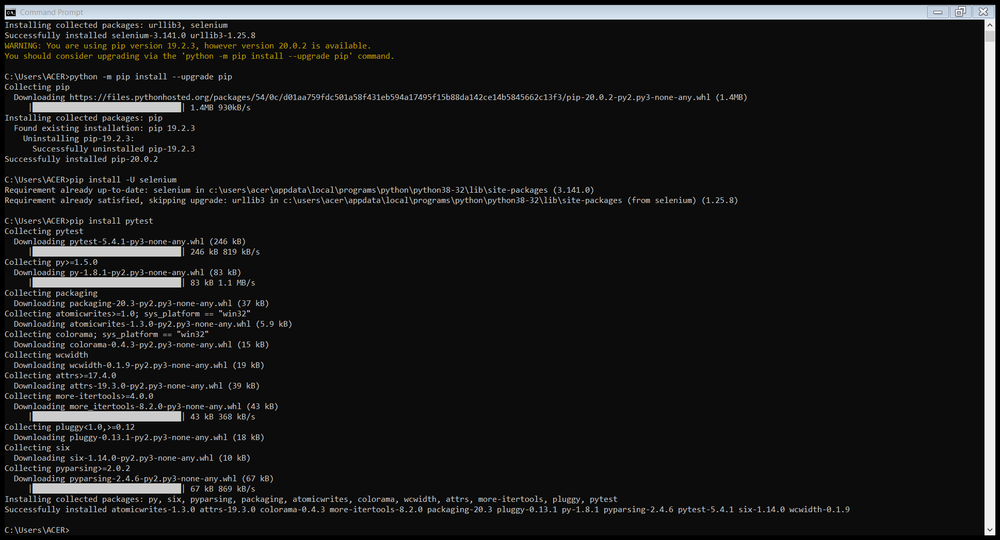 Command Prompt
Installing collected packages: urllib3, selenium
Successfully installed selenium-3.141.0 urllib3-1.25.8
WARNING: You are using pip version 19.2.3, however version 20.0.2 is available.
You should consider upgrading via the 'python -m pip install --upgrade pip' command.
C:\Users\ACER>python -m pip install --upgrade pip
Collecting pip
Downloading https://files.pythonhosted.org/packages/54/0c/d01aa759fdc501a58f431eb594a17495f15b88da142ce14b5845662c13f3/pip-20.0.2-py2.py3-none-any.whl (1.4MB)
| | 1.4MB 930kB/s
Installing collected packages: pip
Found existing installation: pip 19.2.3
Uninstalling pip-19.2.3:
Successfully uninstalled pip-19.2.3
Successfully installed pip-20.0.2
C:\Users\ACER>pip install -U selenium
Requirement already up-to-date: selenium in c:\users\acer\appdata\local\programs\python\python38-32\lib\site-packages (3.141.0)
Requirement already satisfied, skipping upgrade: urllib3 in c:\users\acer\appdata\local\programs\python\python38-32\lib\site-packages (from selenium) (1.25.8)
C:\Users\ACER>pip install pytest
Collecting pytest
Downloading pytest-5.4.1-py3-none-any.whl (246 kB)
| | 246 kB 819 kB/s
Collecting py>=1.5.0
Downloading py-1.8.1-py2.py3-none-any.whl (83 kB)
| | 83 kB 1.1 MB/s
Collecting packaging
Downloading packaging-20.3-py2.py3-none-any.whl (37 kB)
Collecting atomicwrites>=1.0; sys_platform == "win32"
Downloading atomicwrites-1.3.0-py2.py3-none-any.whl (5.9 kB)
Collecting colorama; sys_platform == "win32"
Downloading colorama-0.4.3-py2.py3-none-any.whl (15 kB)
Collecting wcwidth
Downloading wcwidth-0.1.9-py2.py3-none-any.whl (19 kB)
Collecting attrs>=17.4.0
Downloading attrs-19.3.0-py2.py3-none-any.whl (39 kB)
Collecting more-itertools>=4.0.0
Downloading more_itertools-8.2.0-py3-none-any.whl (43 kB)
| | 43 kB 368 kB/s
Collecting pluggy<1.0,>=0.12
Downloading pluggy-0.13.1-py2.py3-none-any.whl (18 kB)
Collecting six
Downloading six-1.14.0-py2.py3-none-any.whl (10 kB)
Collecting pyparsing>=2.0.2
Downloading pyparsing-2.4.6-py2.py3-none-any.whl (67 kB)
| | 67 kB 869 kB/s
Installing collected packages: py, six, pyparsing, packaging, atomicwrites, colorama, wcwidth, attrs, more-itertools, pluggy, pytest
Successfully installed atomicwrites-1.3.0 attrs-19.3.0 colorama-0.4.3 more-itertools-8.2.0 packaging-20.3 pluggy-0.13.1 py-1.8.1 pyparsing-2.4.6 pytest-5.4.1 six-1.14.0 wcwidth-0.1.9
C:\Users\ACER>